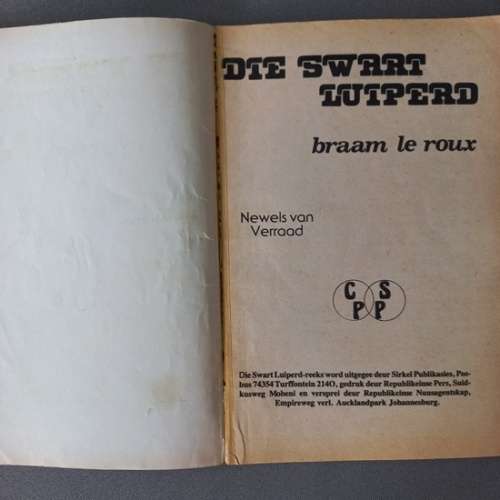 DIE SWART
LUIPERD
braam le roux
Newels van
Verraad
C S
P P
Die Swart Luiperd-reeks word uitgegee deur Sirkel Publikasies, Pos-
bus 74354 Turffontein 2140, gedruk deur Republikeinse Pers, Suid-
kusweg Mobeni en versprei deur Republikeinse Nuusagentskap,
Empireweg verl. Aucklandpark Johannesburg.